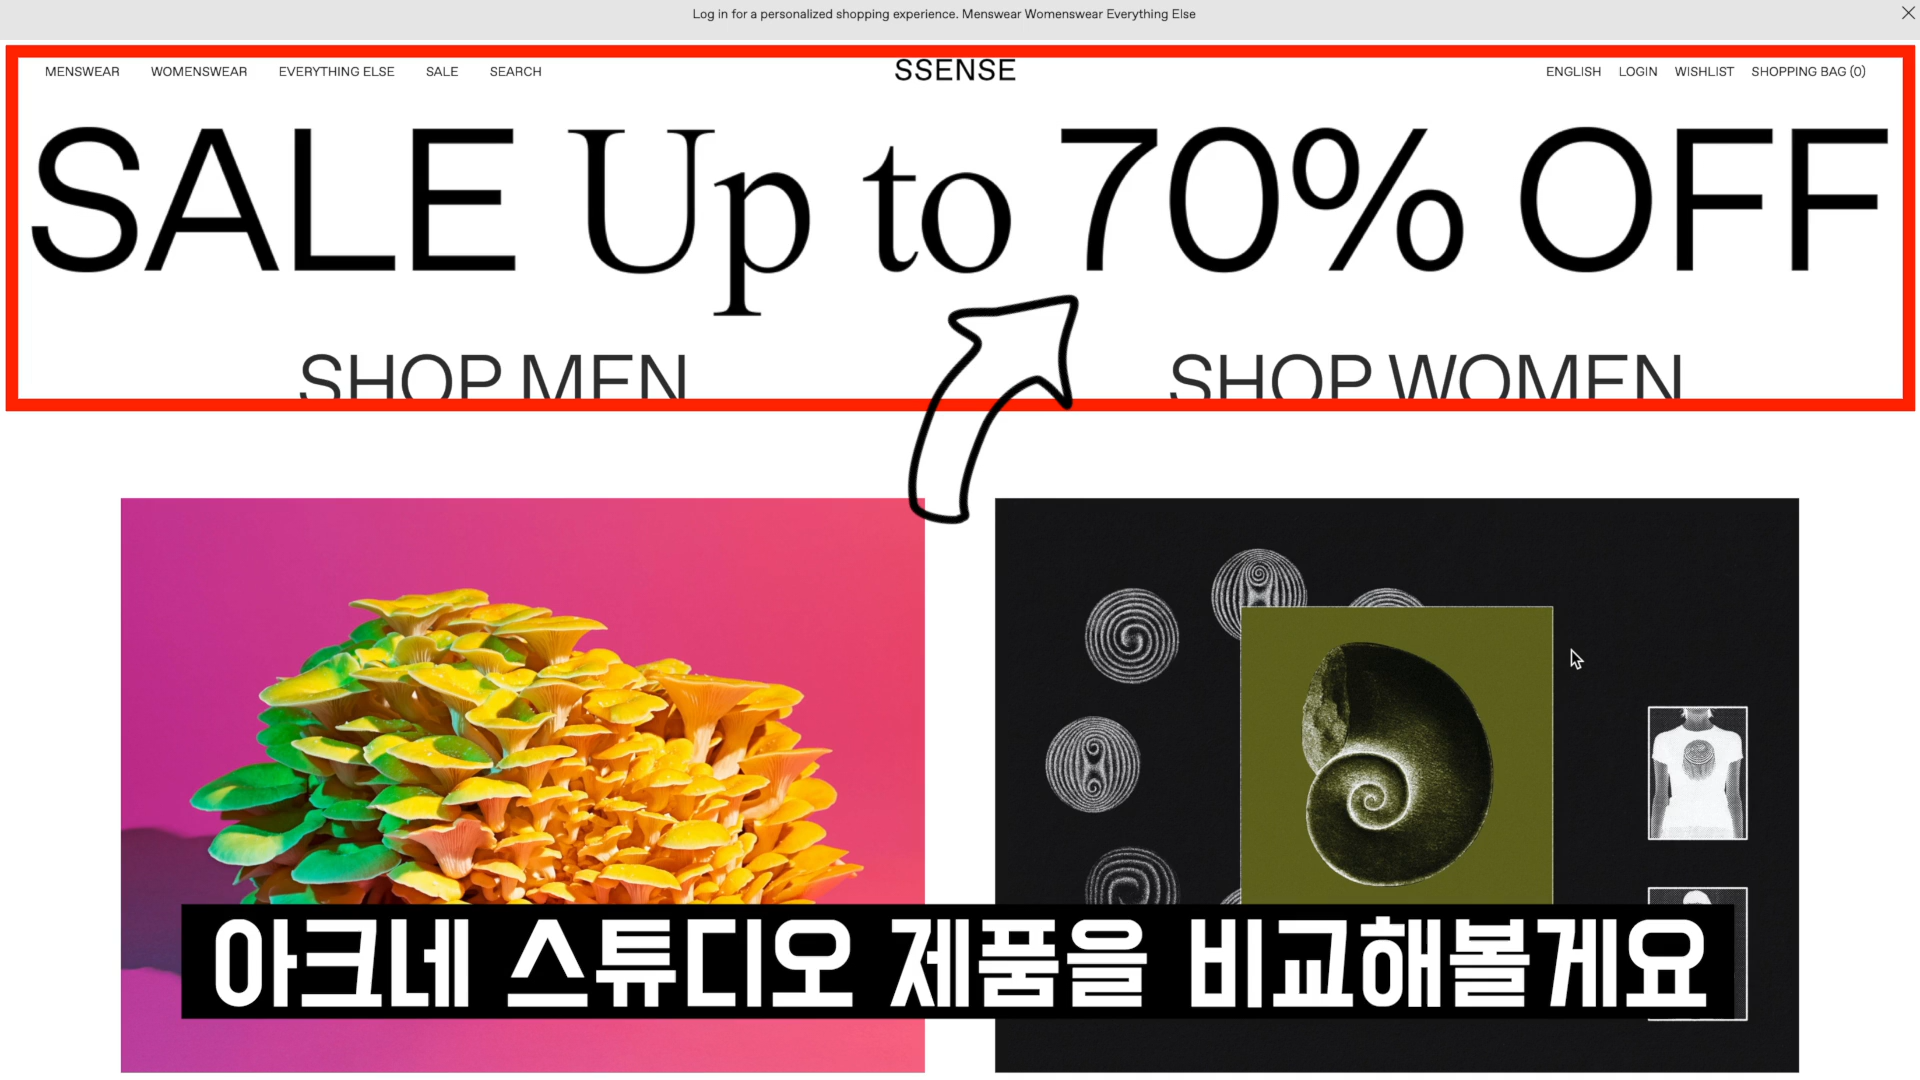 Log in for a personalized shopping experience. Menswear Womenswear Everything Else
MENSWEAR WOMENSWEAR EVERYTHING ELSE SALE SEARCH SSENSE ENGLISH LOGIN WISHLIST SHOPPING BAG (0)
SALE Up to 70% OFF
SHOP MEN SHOP WOMEN
아크네 스튜디오 제품을 비교해볼게요